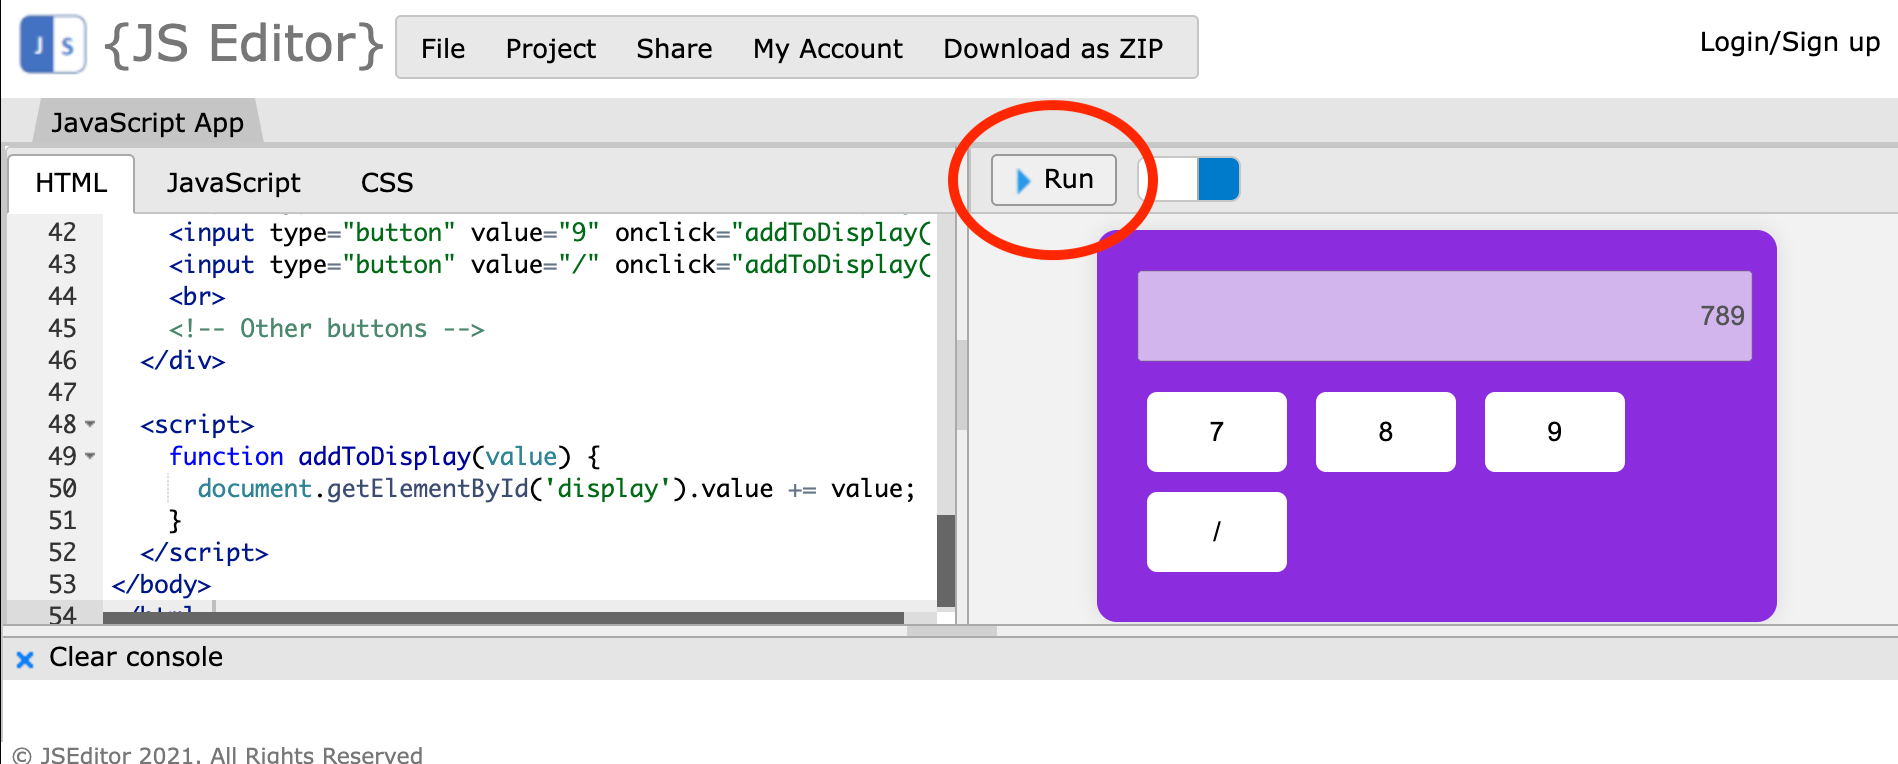 JS {JS Editor} File Project Share My Account Download as ZIP Login/Sign up
JavaScript App
HTML JavaScript CSS
Run
42 <input type="button" value="9" onclick="addToDisplay(
43 <input type="button" value="/" onclick="addToDisplay(
44 <br>
45 <!-- Other buttons -->
46 </div>
47
48 <script>
49 function addToDisplay(value) {
50 document.getElementById('display').value += value;
51 }
52 </script>
53 </body>
54 </html
789
7 8 9
/
Clear console
© JSEditor 2021. All Rights Reserved